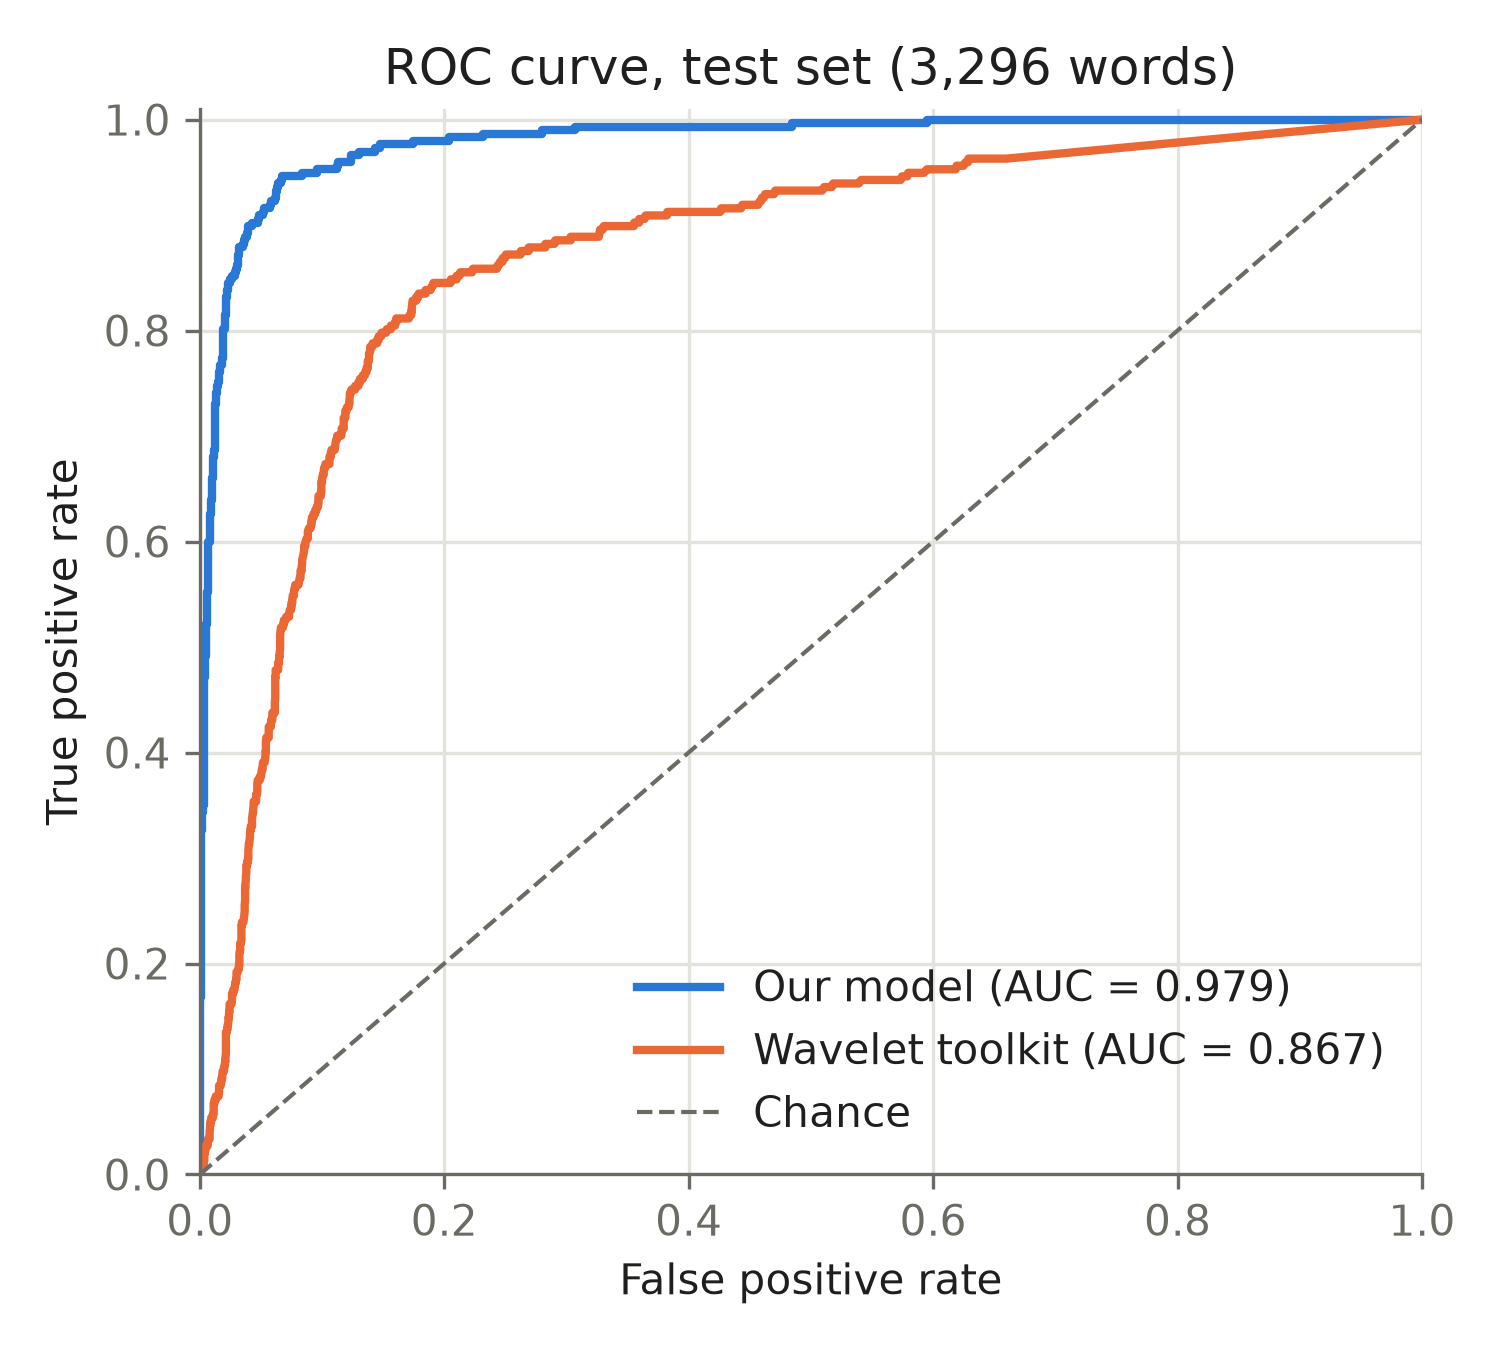 ROC curve, test set (3,296 words)
True positive rate
1.0
0.8
0.6
0.4
0.2
0.0
Our model (AUC = 0.979)
Wavelet toolkit (AUC = 0.867)
Chance
0.0 0.2 0.4 0.6 0.8 1.0
False positive rate